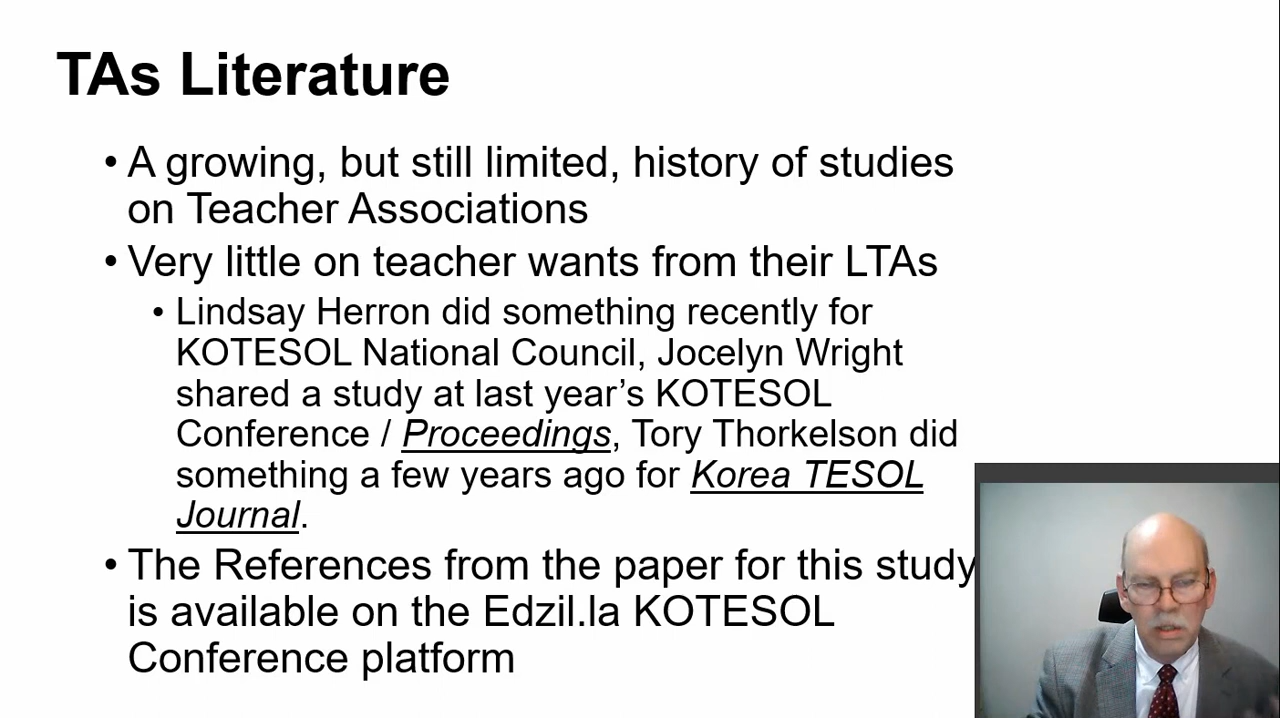 TAs Literature
• A growing, but still limited, history of studies
on Teacher Associations
• Very little on teacher wants from their LTAs
• Lindsay Herron did something recently for
KOTESOL National Council, Jocelyn Wright
shared a study at last year’s KOTESOL
Conference / Proceedings, Tory Thorkelson did
something a few years ago for Korea TESOL
Journal.
• The References from the paper for this study
is available on the Edzil.la KOTESOL
Conference platform